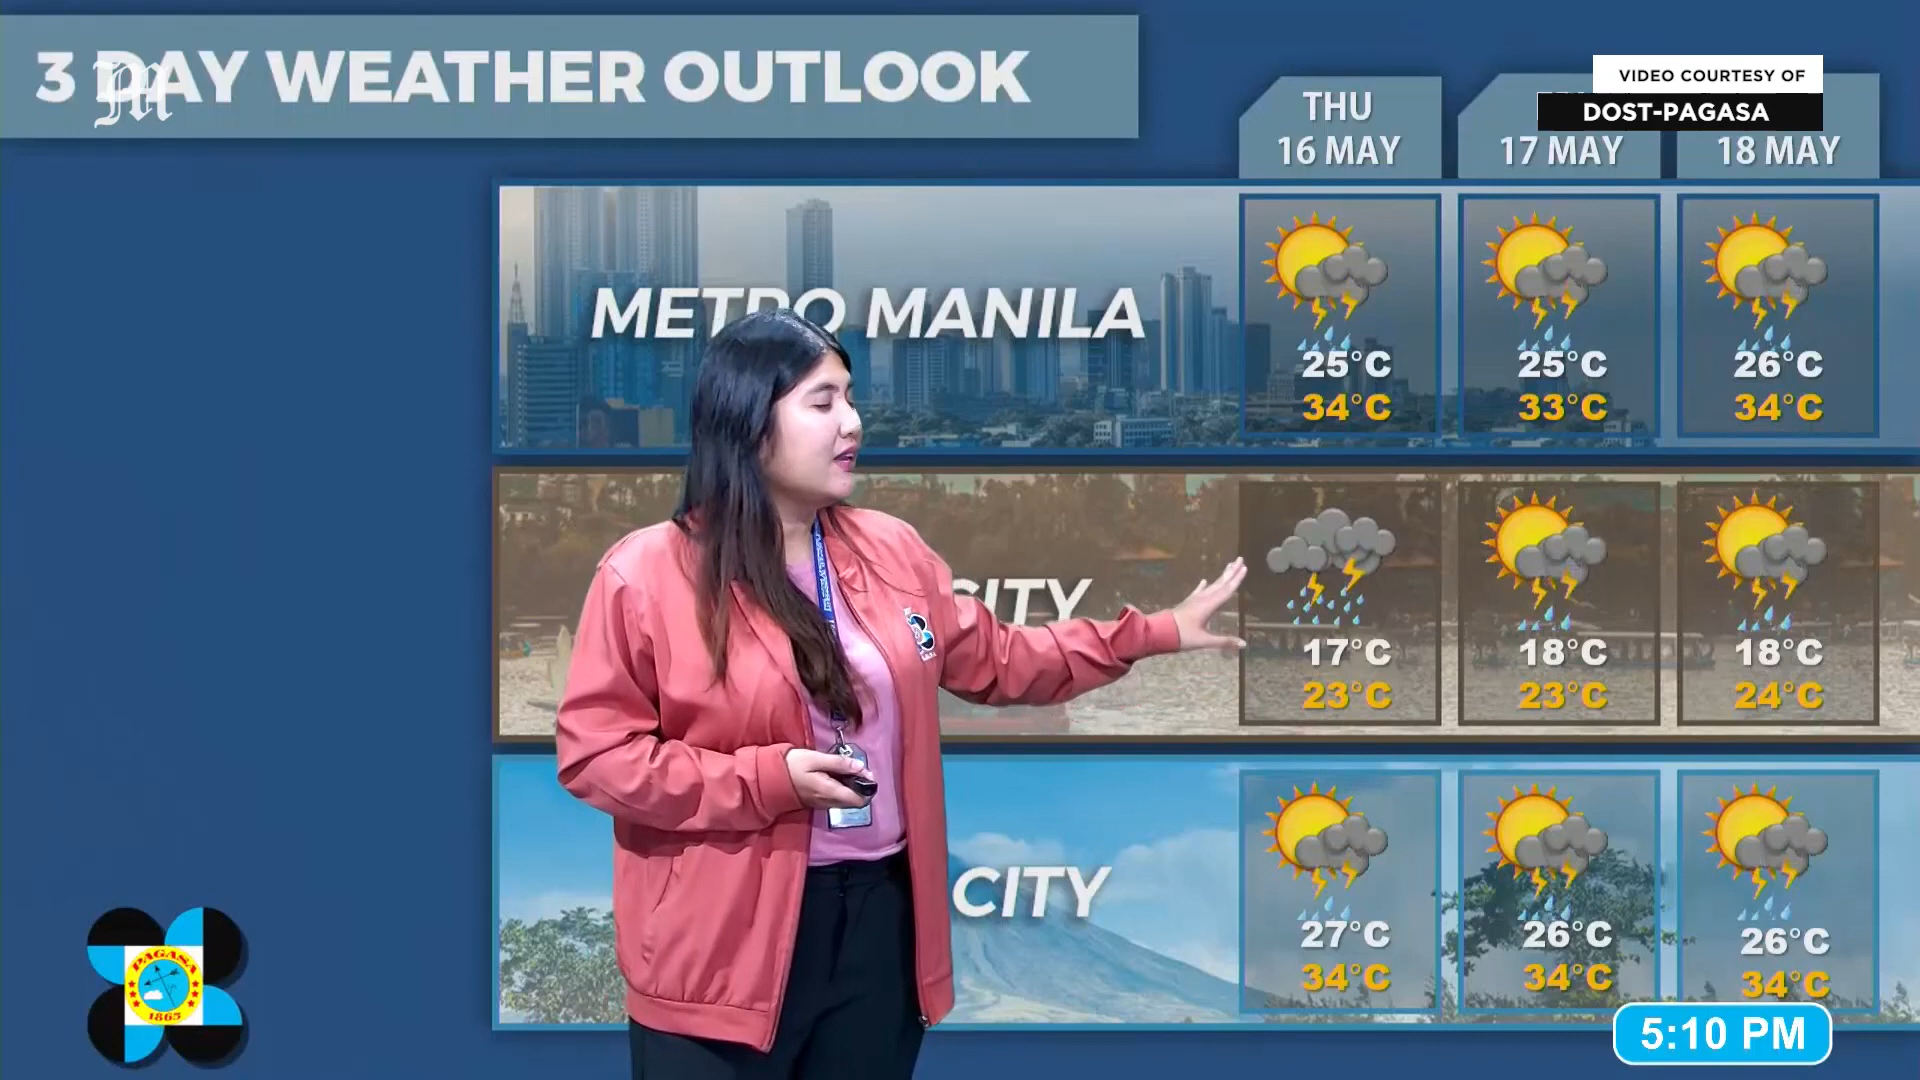 3 DAY WEATHER OUTLOOK
M
VIDEO COURTESY OF
DOST-PAGASA
THU
16 MAY
17 MAY
18 MAY
METRO MANILA
25°C
34°C
25°C
33°C
26°C
34°C
CITY
17°C
23°C
18°C
23°C
18°C
24°C
CITY
27°C
34°C
26°C
34°C
26°C
34°C
PAGASA
1865
5:10 PM